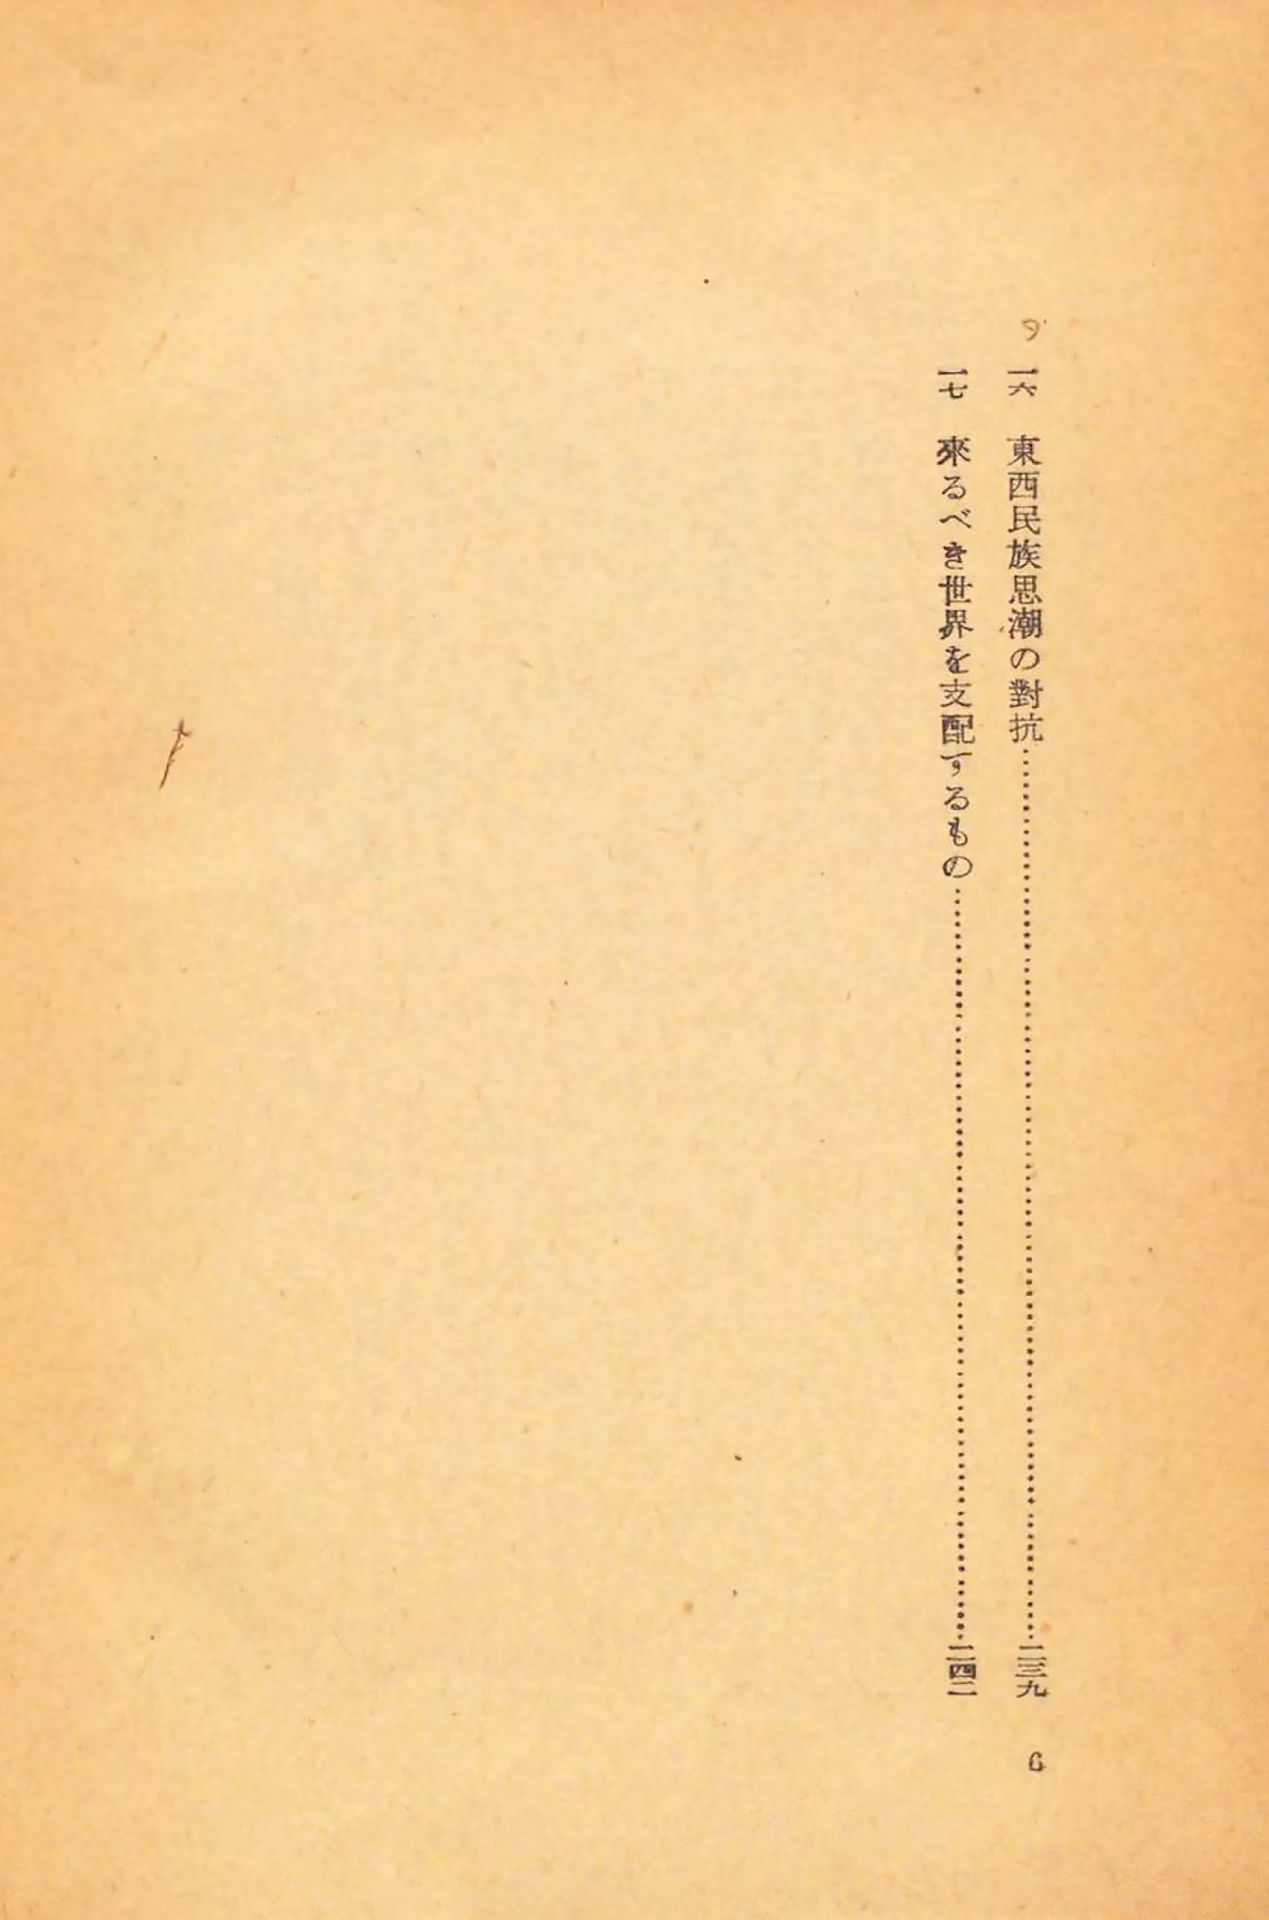 一六　東西民族思潮の對抗……………………二三九
一七　來るべき世界を支配するもの……………………二四二
6